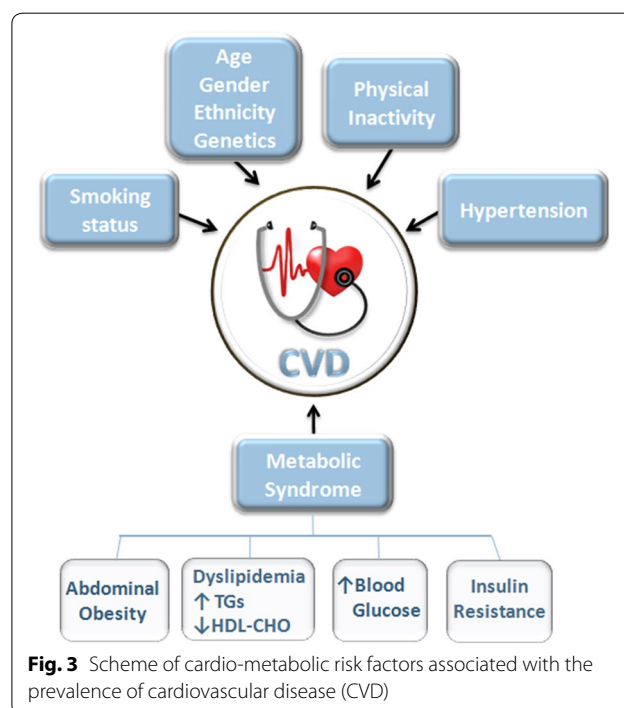 Age
Gender
Ethnicity
Genetics
Physical
Inactivity
Smoking
status
Hypertension
CVD
Metabolic
Syndrome
Abdominal
Obesity
Dyslipidemia
↑ TGs
↓HDL-CHO
↑Blood
Glucose
Insulin
Resistance
Fig. 3 Scheme of cardio-metabolic risk factors associated with the
prevalence of cardiovascular disease (CVD)